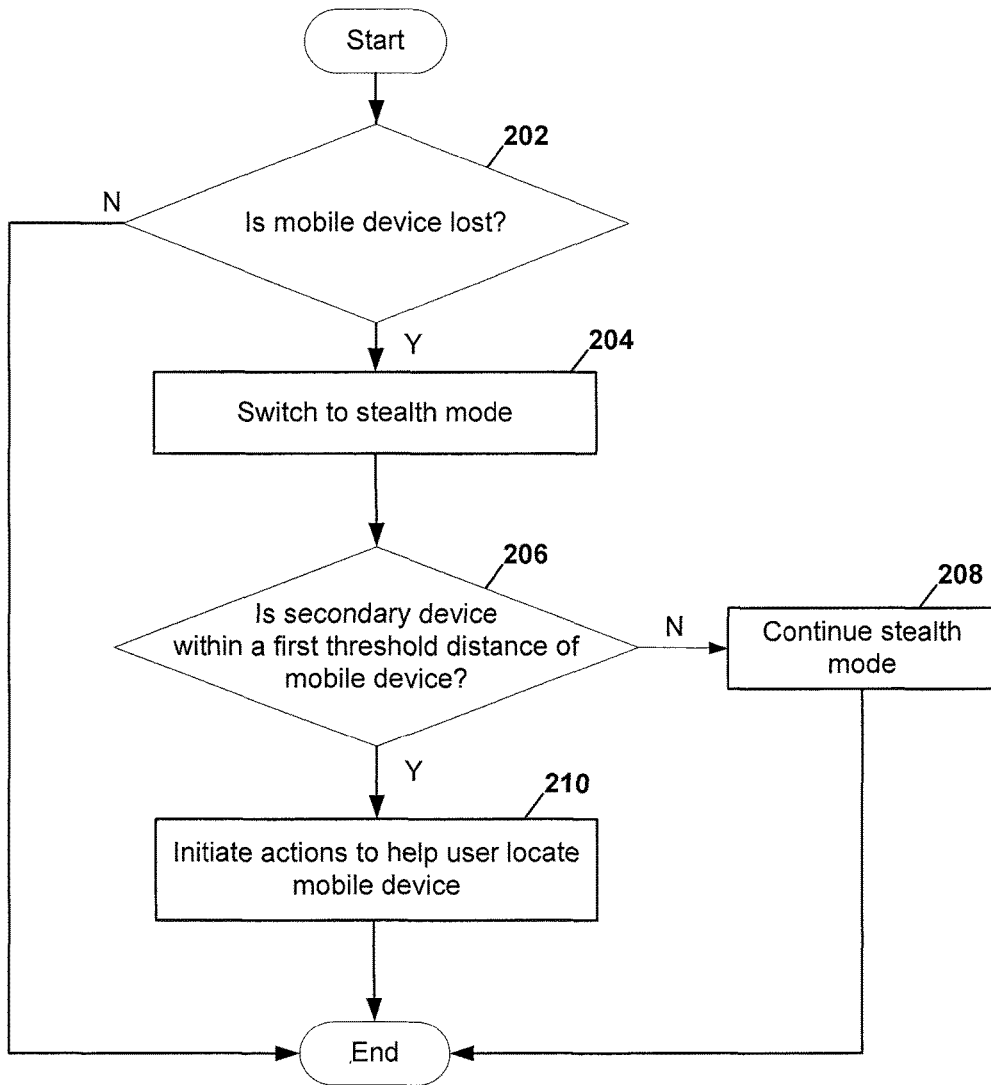 Start
202
N
Is mobile device lost?
Y
204
Switch to stealth mode
206
Is secondary device
within a first threshold distance of
mobile device?
N
208
Continue stealth
mode
Y
210
Initiate actions to help user locate
mobile device
End